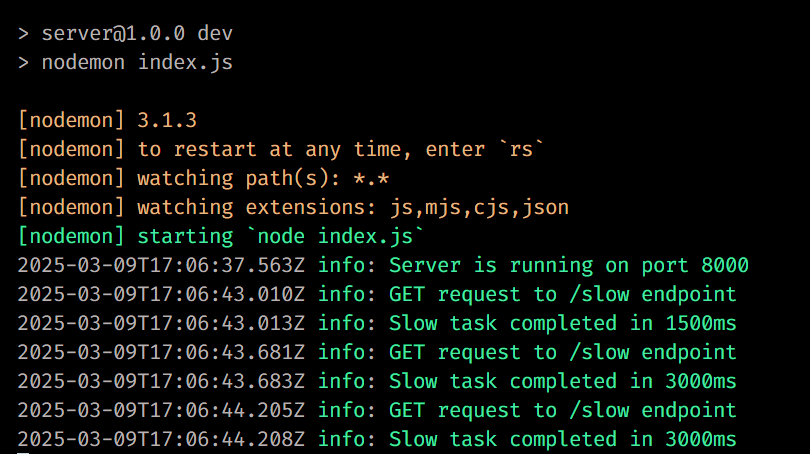 > server@1.0.0 dev
> nodemon index.js
[nodemon] 3.1.3
[nodemon] to restart at any time, enter `rs`
[nodemon] watching path(s): *.*
[nodemon] watching extensions: js,mjs,cjs,json
[nodemon] starting `node index.js`
2025-03-09T17:06:37.563Z info: Server is running on port 8000
2025-03-09T17:06:43.010Z info: GET request to /slow endpoint
2025-03-09T17:06:43.013Z info: Slow task completed in 1500ms
2025-03-09T17:06:43.681Z info: GET request to /slow endpoint
2025-03-09T17:06:43.683Z info: Slow task completed in 3000ms
2025-03-09T17:06:44.205Z info: GET request to /slow endpoint
2025-03-09T17:06:44.208Z info: Slow task completed in 3000ms